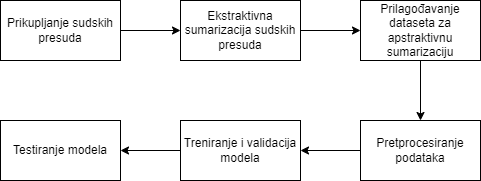 Prikupljanje sudskih
presuda
Ekstraktivna
sumarizacija sudskih
presuda
Prilagođavanje
dataseta za
apstraktivnu
sumarizaciju
Pretprocesiranje
podataka
Treniranje i validacija
modela
Testiranje modela